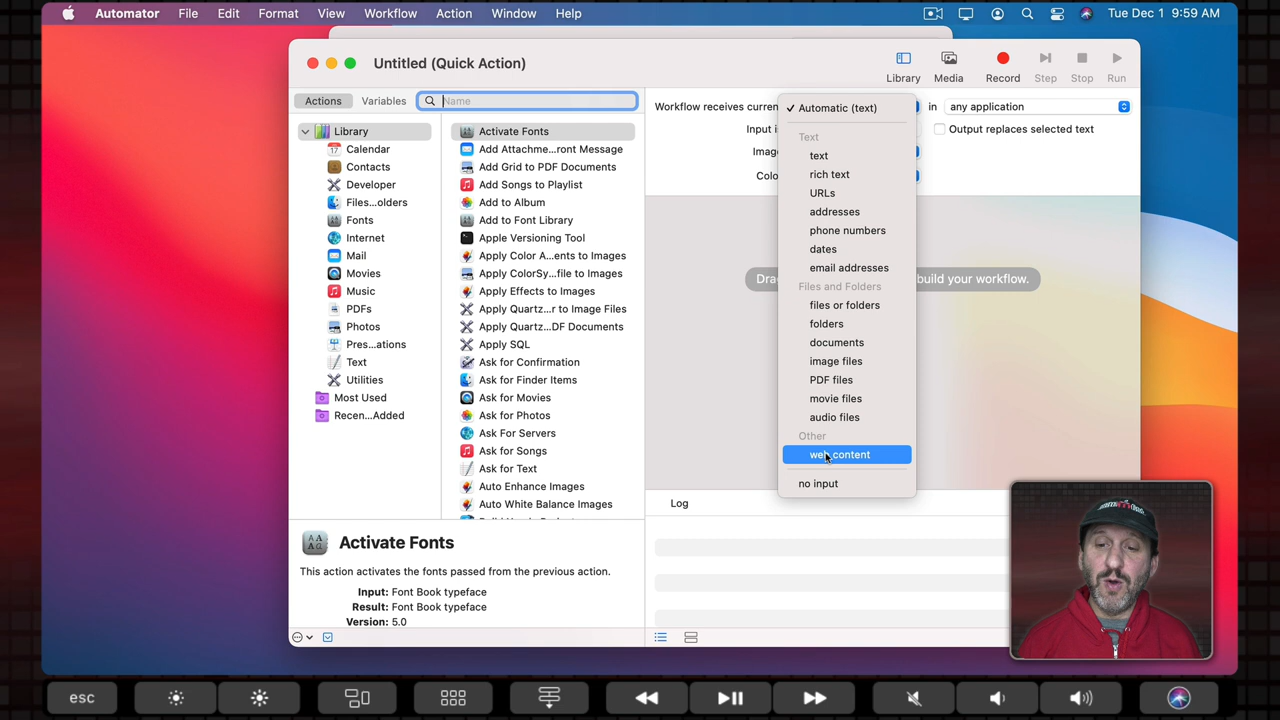 Automator File Edit Format View Workflow Action Window Help Tue Dec 1 9:59 AM
Untitled (Quick Action)
Library Media Record Step Stop Run
Actions Variables Name
Library
Calendar
Contacts
Developer
Files...olders
Fonts
Internet
Mail
Movies
Music
PDFs
Photos
Pres...ations
Text
Utilities
Most Used
Recen...Added
Activate Fonts
Add Attachme...ront Message
Add Grid to PDF Documents
Add Songs to Playlist
Add to Album
Add to Font Library
Apple Versioning Tool
Apply Color A...ents to Images
Apply ColorSy...file to Images
Apply Effects to Images
Apply Quartz...r to Image Files
Apply Quartz...DF Documents
Apply SQL
Ask for Confirmation
Ask for Finder Items
Ask for Movies
Ask for Photos
Ask For Servers
Ask for Songs
Ask for Text
Auto Enhance Images
Auto White Balance Images
Workflow receives curren
in any application
Input i
Output replaces selected text
Imag
Colo
Automatic (text)
Text
text
rich text
URLs
addresses
phone numbers
dates
email addresses
Files and Folders
files or folders
folders
documents
image files
PDF files
movie files
audio files
Other
web content
no input
Dra
build your workflow.
Log
Activate Fonts
This action activates the fonts passed from the previous action.
Input: Font Book typeface
Result: Font Book typeface
Version: 5.0
esc